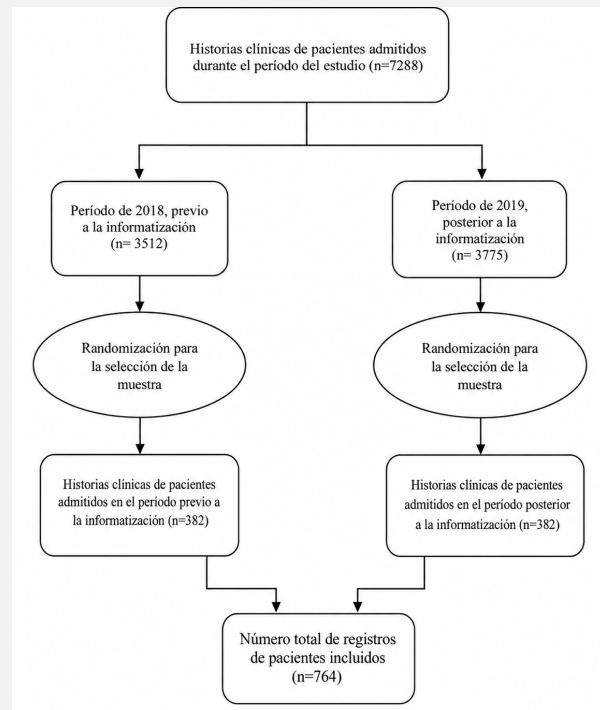 Historias clínicas de pacientes admitidos
durante el período del estudio (n=7288)
Período de 2018, previo
a la informatización
(n= 3512)
Período de 2019,
posterior a la
informatización
(n= 3775)
Randomización para
la selección de la
muestra
Randomización para
la selección de la
muestra
Historias clínicas de pacientes
admitidos en el período previo a
la informatización (n=382)
Historias clínicas de pacientes
admitidos en el período posterior
a la informatización (n=382)
Número total de registros
de pacientes incluidos
(n=764)